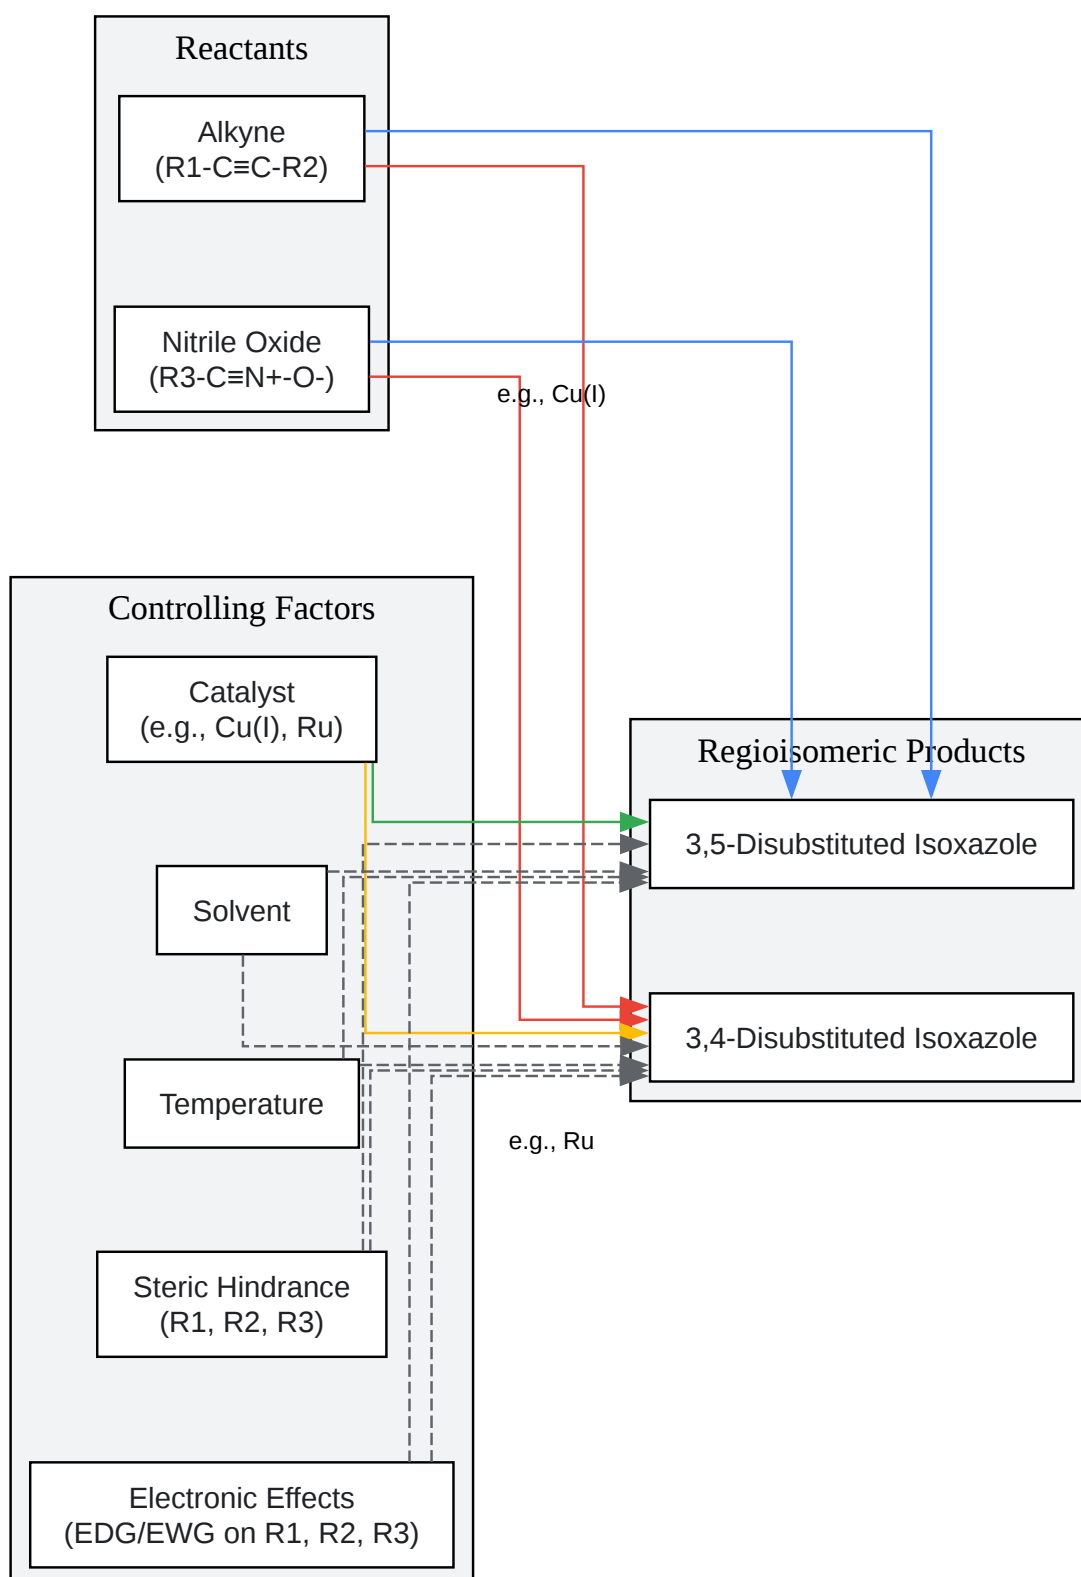 Reactants
Alkyne
(R1-C≡C-R2)
Nitrile Oxide
(R3-C≡N+-O-)
e.g., Cu(I)
Controlling Factors
Catalyst
(e.g., Cu(I), Ru)
Regioisomeric Products
3,5-Disubstituted Isoxazole
Solvent
3,4-Disubstituted Isoxazole
Temperature
e.g., Ru
Steric Hindrance
(R1, R2, R3)
Electronic Effects
(EDG/EWG on R1, R2, R3)